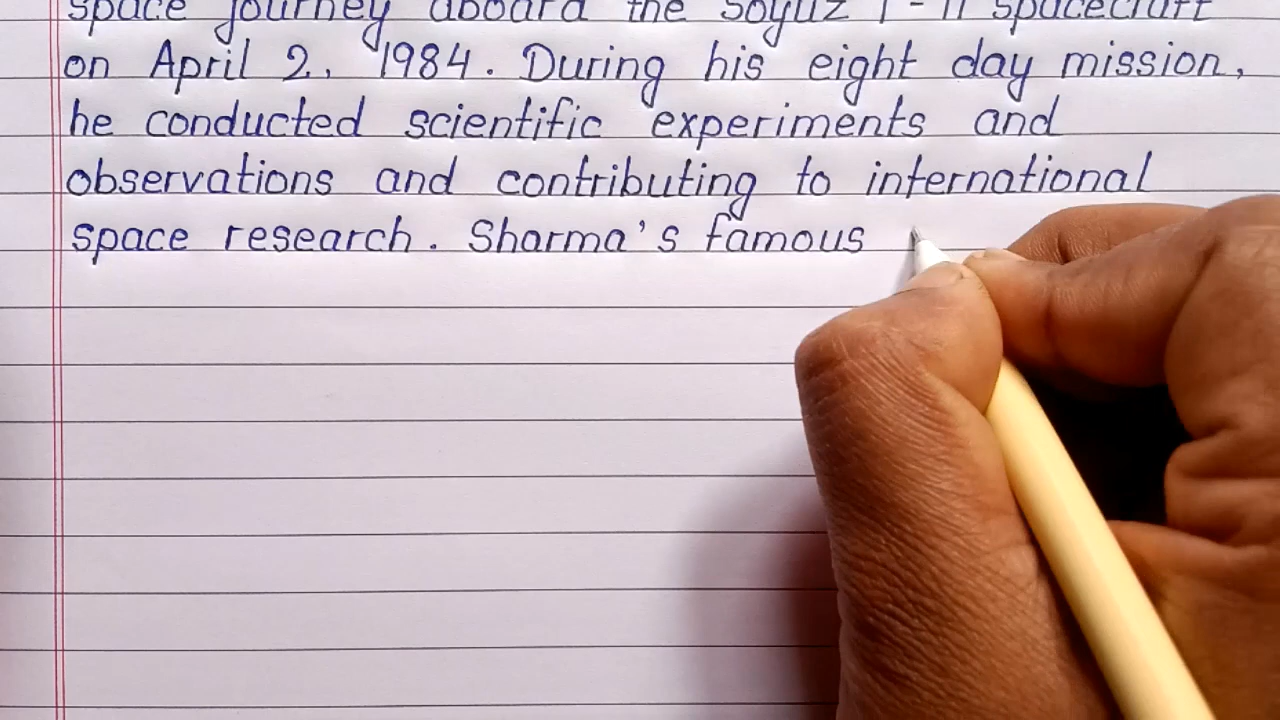 space journey aboard the Soyuz T-11 spacecraft
on April 2, 1984. During his eight day mission,
he conducted scientific experiments and
observations and contributing to international
space research. Sharma's famous